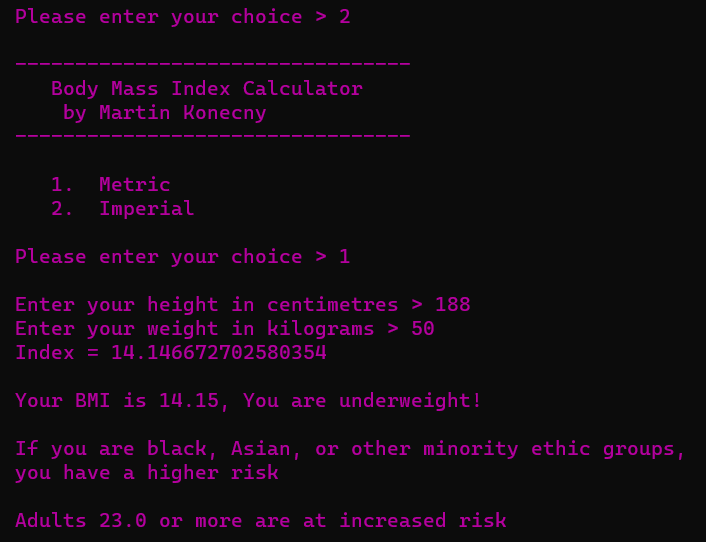 Please enter your choice > 2
---------------------------------
Body Mass Index Calculator
by Martin Konecny
---------------------------------
1.  Metric
2.  Imperial
Please enter your choice > 1
Enter your height in centimetres > 188
Enter your weight in kilograms > 50
Index = 14.146672702580354
Your BMI is 14.15, You are underweight!
If you are black, Asian, or other minority ethic groups,
you have a higher risk
Adults 23.0 or more are at increased risk